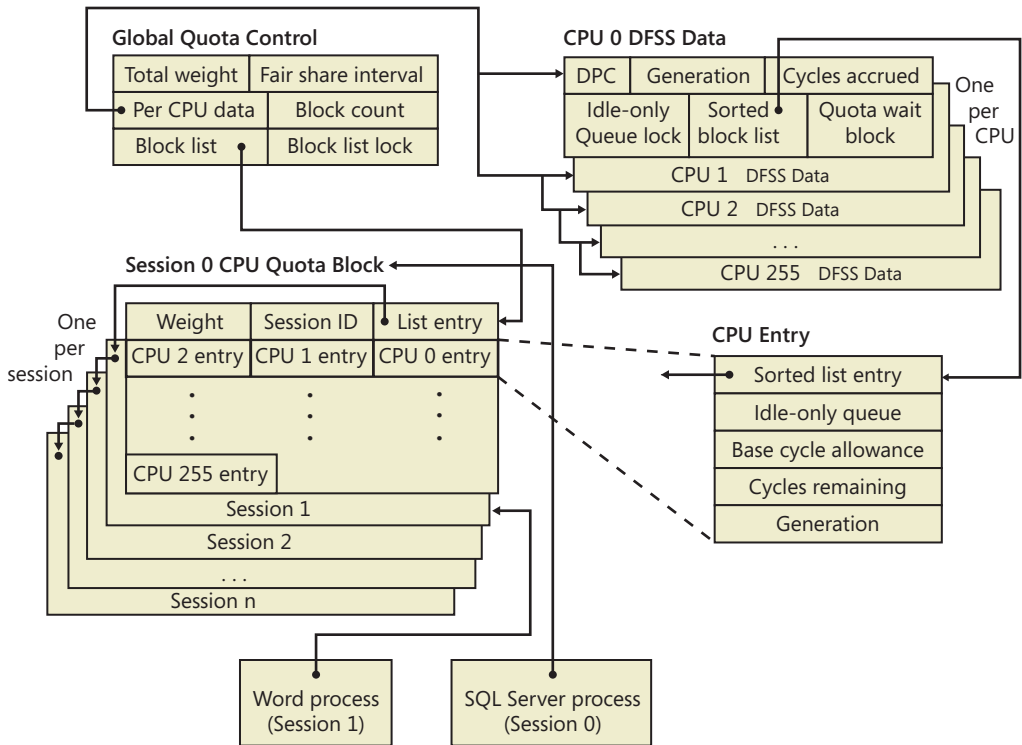 Global Quota Control
Total weight
Fair share interval
Per CPU data
Block count
Block list
Block list lock
CPU 0 DFSS Data
DPC
Generation
Cycles accrued
Idle-only
Queue lock
Sorted
block list
Quota wait
block
One
per
CPU
CPU 1 DFSS Data
CPU 2 DFSS Data
. . .
CPU 255 DFSS Data
Session 0 CPU Quota Block
One
per
session
Weight
Session ID
List entry
CPU 2 entry
CPU 1 entry
CPU 0 entry
CPU 255 entry
Session 1
Session 2
. . .
Session n
CPU Entry
Sorted list entry
Idle-only queue
Base cycle allowance
Cycles remaining
Generation
Word process
(Session 1)
SQL Server process
(Session 0)